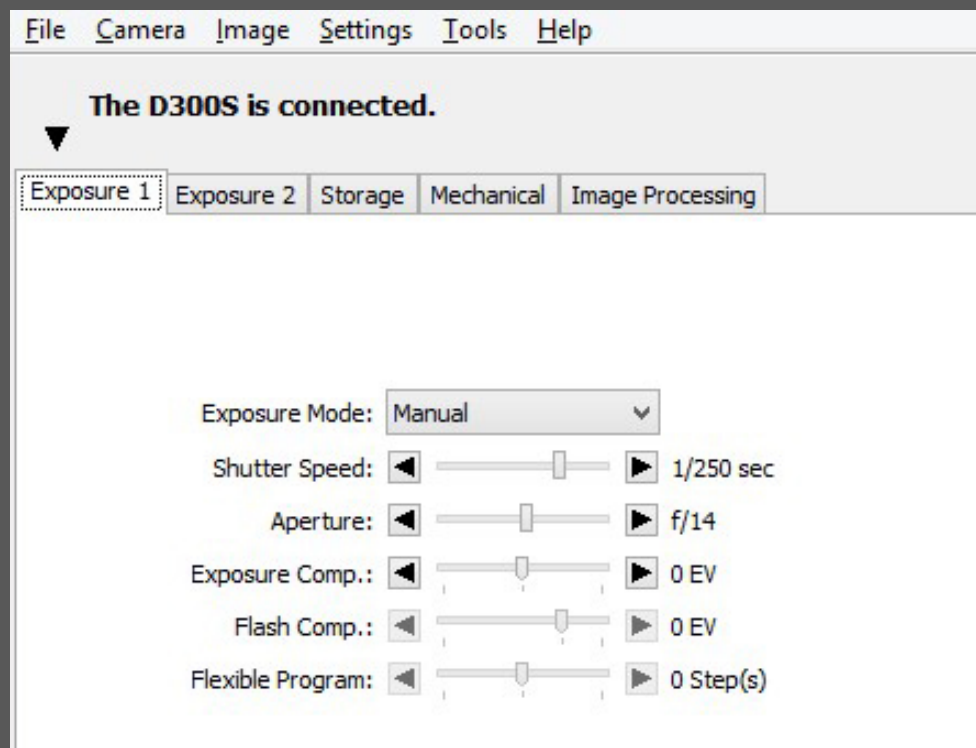 File Camera Image Settings Tools Help
The D300S is connected.
Exposure 1 Exposure 2 Storage Mechanical Image Processing
Exposure Mode: Manual
Shutter Speed: 1/250 sec
Aperture: f/14
Exposure Comp.: 0 EV
Flash Comp.: 0 EV
Flexible Program: 0 Step(s)